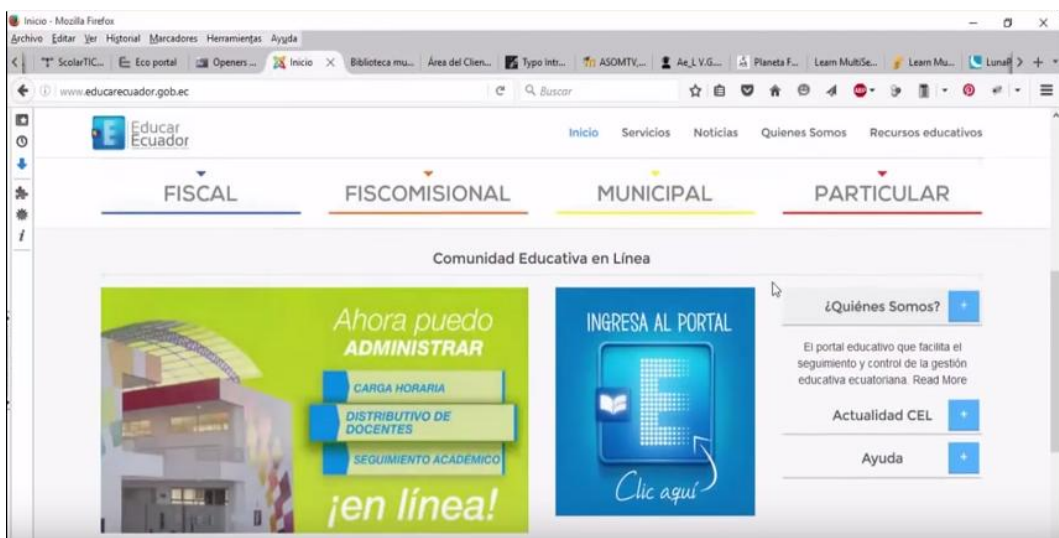 Inicio - Mozilla Firefox
Archivo Editar Ver Historial Marcadores Herramientas Ayuda
ScolarTIC... Eco portal Openers ... Inicio Biblioteca mu... Área del Clien... Typo intr... ASOMTV,... Ae_L V.G.... Planeta F... Learn MultiSe... Learn Mu... LunaP
www.educarecuador.gob.ec Buscar
Educar
Ecuador
Inicio Servicios Noticias Quienes Somos Recursos educativos
FISCAL FISCOMISIONAL MUNICIPAL PARTICULAR
Comunidad Educativa en Línea
Ahora puedo
ADMINISTRAR
CARGA HORARIA
DISTRIBUTIVO DE
DOCENTES
SEGUIMIENTO ACADÉMICO
¡en línea!
INGRESA AL PORTAL
E
Clic aquí
¿Quiénes Somos? +
El portal educativo que facilita el
seguimiento y control de la gestión
educativa ecuatoriana. Read More
Actualidad CEL +
Ayuda +